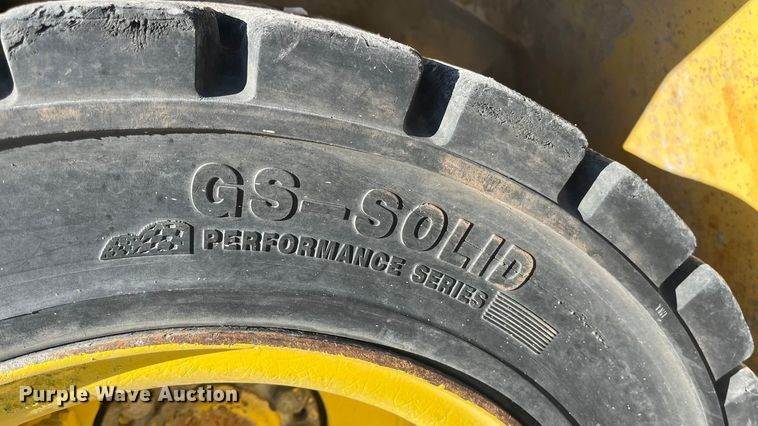 GS-SOLID
PERFORMANCE SERIES
Purple Wave Auction